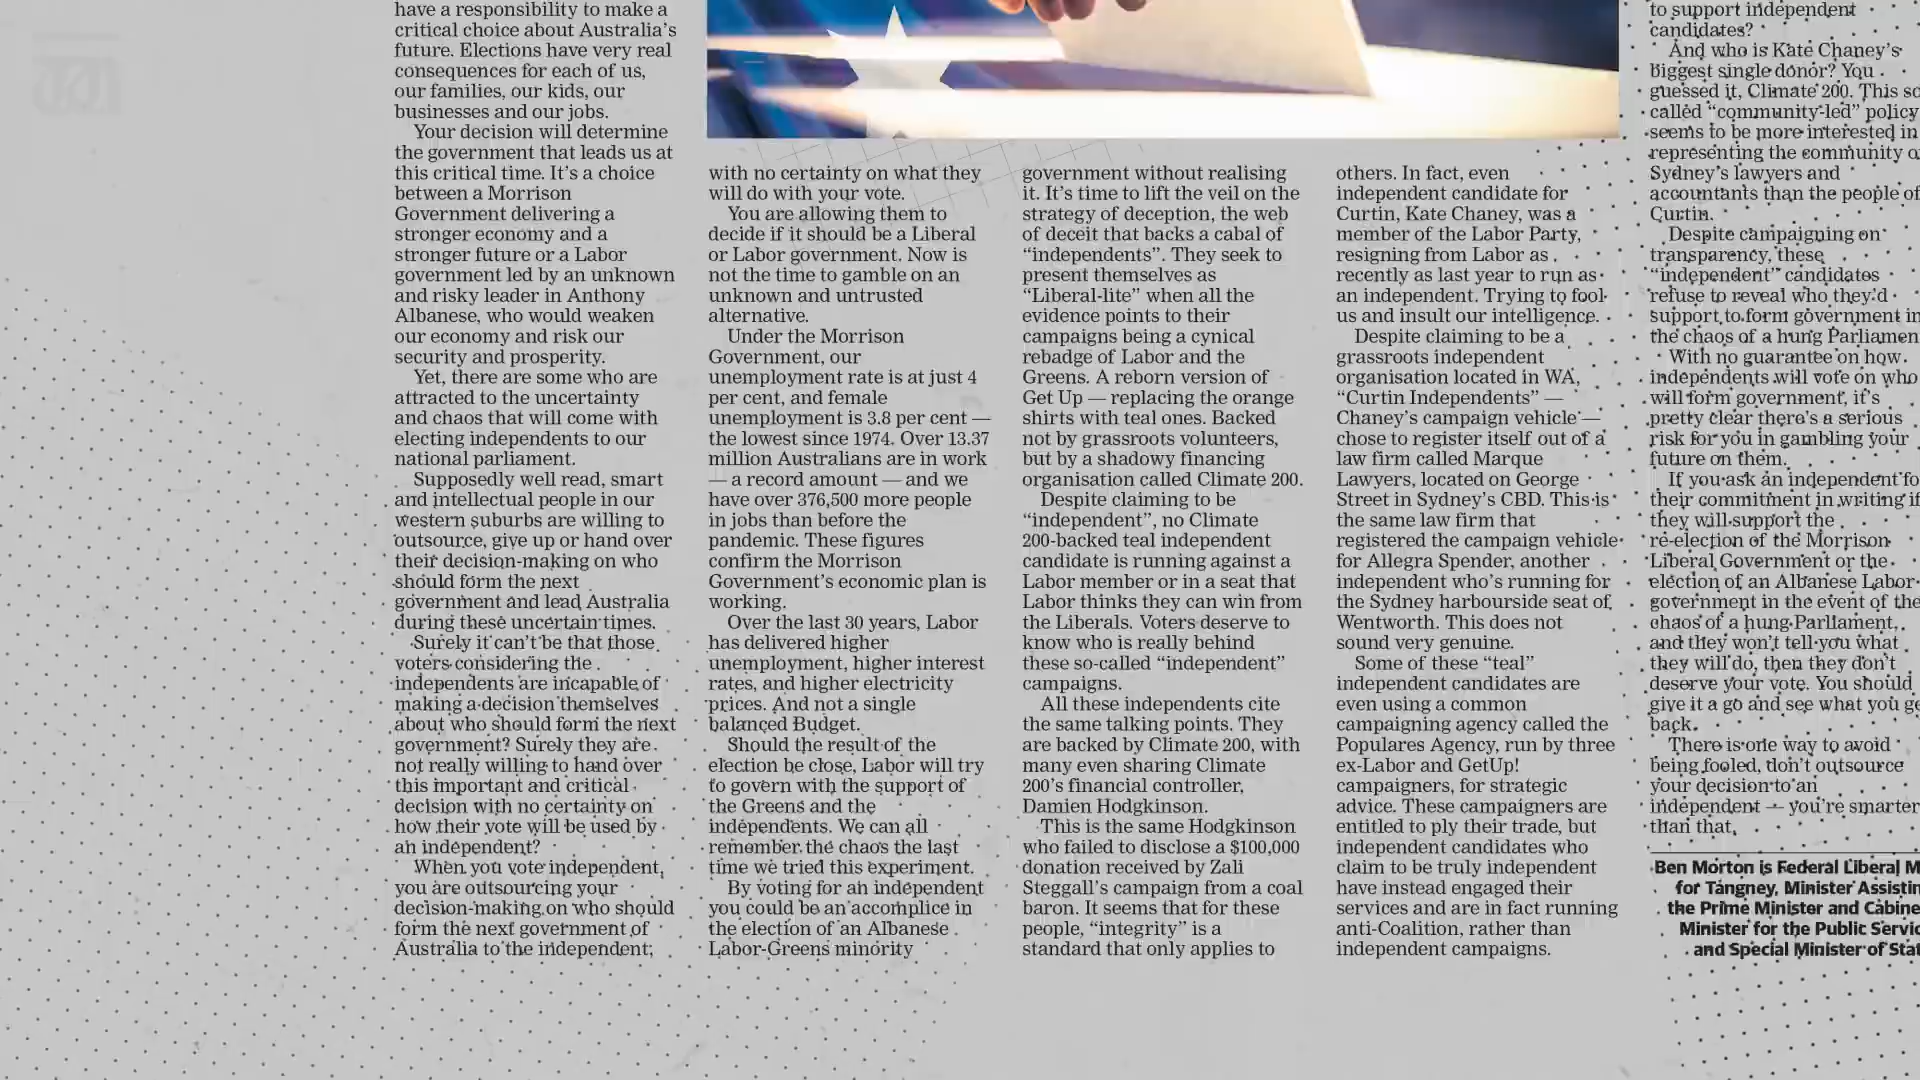 have a responsibility to make a
critical choice about Australia's
future. Elections have very real
consequences for each of us,
our families, our kids, our
businesses and our jobs.
Your decision will determine
the government that leads us at
this critical time. It's a choice
between a Morrison
Government delivering a
stronger economy and a
stronger future or a Labor
government led by an unknown
and risky leader in Anthony
Albanese, who would weaken
our economy and risk our
security and prosperity.
Yet, there are some who are
attracted to the uncertainty
and chaos that will come with
electing independents to our
national parliament.
Supposedly well read, smart
and intellectual people in our
western suburbs are willing to
outsource, give up or hand over
their decision-making on who
should form the next
government and lead Australia
during these uncertain times.
Surely it can't be that those
voters considering the
independents are incapable of
making a decision themselves
about who should form the next
government? Surely they are
not really willing to hand over
this important and critical
decision with no certainty on
how their vote will be used by
an independent?
When you vote independent,
you are outsourcing your
decision-making on who should
form the next government of
Australia to the independent,
with no certainty on what they
will do with your vote.
You are allowing them to
decide if it should be a Liberal
or Labor government. Now is
not the time to gamble on an
unknown and untrusted
alternative.
Under the Morrison
Government, our
unemployment rate is at just 4
per cent, and female
unemployment is 3.8 per cent —
the lowest since 1974. Over 13.37
million Australians are in work
— a record amount — and we
have over 376,500 more people
in jobs than before the
pandemic. These figures
confirm the Morrison
Government's economic plan is
working.
Over the last 30 years, Labor
has delivered higher
unemployment, higher interest
rates, and higher electricity
prices. And not a single
balanced Budget.
Should the result of the
election be close, Labor will try
to govern with the support of
the Greens and the
independents. We can all
remember the chaos the last
time we tried this experiment.
By voting for an independent
you could be an accomplice in
the election of an Albanese
Labor-Greens minority
government without realising
it. It's time to lift the veil on the
strategy of deception, the web
of deceit that backs a cabal of
“independents”. They seek to
present themselves as
“Liberal-lite” when all the
evidence points to their
campaigns being a cynical
rebadge of Labor and the
Greens. A reborn version of
Get Up — replacing the orange
shirts with teal ones. Backed
not by grassroots volunteers,
but by a shadowy financing
organisation called Climate 200.
Despite claiming to be
“independent”, no Climate
200-backed teal independent
candidate is running against a
Labor member or in a seat that
Labor thinks they can win from
the Liberals. Voters deserve to
know who is really behind
these so-called “independent”
campaigns.
All these independents cite
the same talking points. They
are backed by Climate 200, with
many even sharing Climate
200's financial controller,
Damien Hodgkinson.
This is the same Hodgkinson
who failed to disclose a $100,000
donation received by Zali
Steggall's campaign from a coal
baron. It seems that for these
people, “integrity” is a
standard that only applies to
others. In fact, even
independent candidate for
Curtin, Kate Chaney, was a
member of the Labor Party,
resigning from Labor as
recently as last year to run as
an independent. Trying to fool
us and insult our intelligence.
Despite claiming to be a
grassroots independent
organisation located in WA,
“Curtin Independents” —
Chaney's campaign vehicle —
chose to register itself out of a
law firm called Marque
Lawyers, located on George
Street in Sydney's CBD. This is
the same law firm that
registered the campaign vehicle
for Allegra Spender, another
independent who's running for
the Sydney harbourside seat of
Wentworth. This does not
sound very genuine.
Some of these “teal”
independent candidates are
even using a common
campaigning agency called the
Populares Agency, run by three
ex-Labor and GetUp!
campaigners, for strategic
advice. These campaigners are
entitled to ply their trade, but
independent candidates who
claim to be truly independent
have instead engaged their
services and are in fact running
anti-Coalition, rather than
independent campaigns.
to support independent
candidates?
And who is Kate Chaney's
biggest single donor? You
guessed it, Climate 200. This so
called “community-led” policy
seems to be more interested in
representing the community o
Sydney's lawyers and
accountants than the people of
Curtin.
Despite campaigning on
transparency, these
“independent” candidates
refuse to reveal who they'd
support to form government in
the chaos of a hung Parliamen
With no guarantee on how
independents will vote on who
will form government, it's
pretty clear there's a serious
risk for you in gambling your
future on them.
If you ask an independent fo
their commitment in writing if
they will support the
re-election of the Morrison
Liberal Government or the
election of an Albanese Labor
government in the event of the
chaos of a hung Parliament,
and they won't tell you what
they will do, then they don't
deserve your vote. You should
give it a go and see what you ge
back.
There is one way to avoid
being fooled, don't outsource
your decision to an
independent — you're smarter
than that.
Ben Morton is Federal Liberal M
for Tangney, Minister Assistin
the Prime Minister and Cabine
Minister for the Public Servic
and Special Minister of Stat